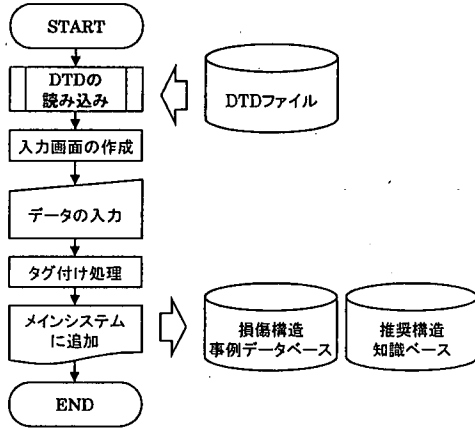 START
DTDの
読み込み
DTDファイル
入力画面の作成
データの入力
タグ付け処理
メインシステム
に追加
損傷構造
事例データベース
推奨構造
知識ベース
END